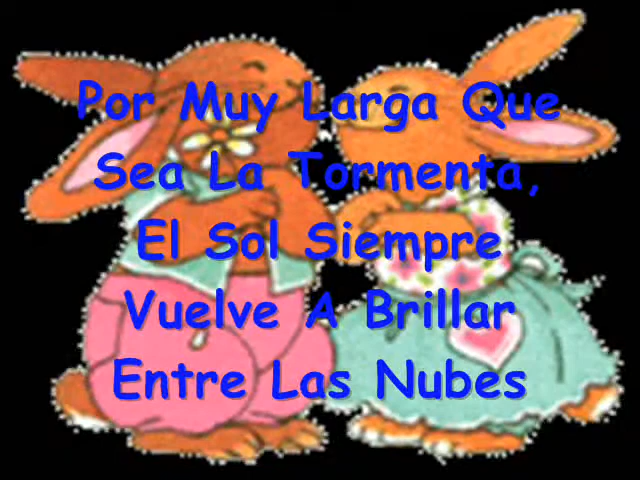 Por Muy Larga Que
Sea La Tormenta,
El Sol Siempre
Vuelve A Brillar
Entre Las Nubes